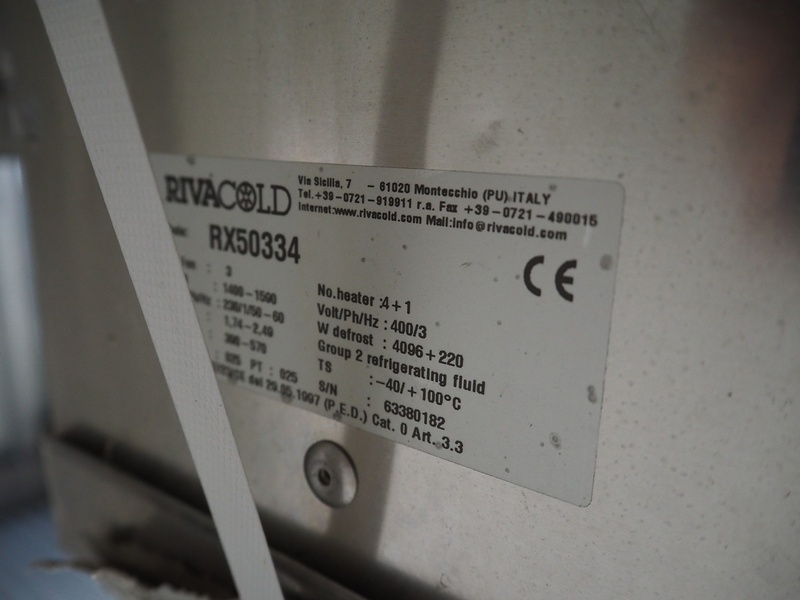 RIVACOLD
Via Sicilia, 7 - 61020 Montecchio (PU) ITALY
Tel.+39-0721-919911 r.a. Fax +39-0721-490015
Internet:www.rivacold.com Mail:info@rivacold.com
RX50334
CE
: 3
: 1400-1590
: 230/1/50-60
: 1,74-2,49
No.heater :4+1
Volt/Ph/Hz : 400/3
W defrost : 4096+220
Group 2 refrigerating fluid
: 825 PT : 925
TS :-40/+100°C
S/N : 63380182
del 29.05.1997 (P.E.D.) Cat. 0 Art. 3.3